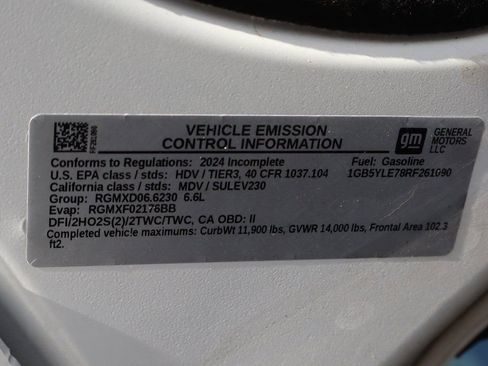 VEHICLE EMISSION
CONTROL INFORMATION
gm GENERAL
MOTORS
LLC
Conforms to Regulations: 2024 Incomplete Fuel: Gasoline
U.S. EPA class / stds: HDV / TIER3, 40 CFR 1037.104 1GB5YLE78RF261090
California class / stds: MDV / SULEV230
Group: RGMXD06.6230 6.6L
Evap: RGMXF02176BB
DFI/2HO2S(2)/2TWC/TWC, CA OBD: II
Completed vehicle maximums: CurbWt 11,900 lbs, GVWR 14,000 lbs, Frontal Area 102.3
ft2.